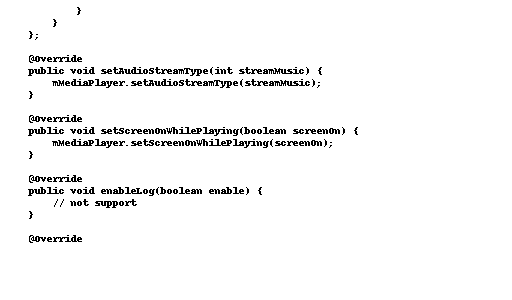 }
    }
};

@Override
public void setAudioStreamType(int streamMusic) {
    mMediaPlayer.setAudioStreamType(streamMusic);
}

@Override
public void setScreenOnWhilePlaying(boolean screenOn) {
    mMediaPlayer.setScreenOnWhilePlaying(screenOn);
}

@Override
public void enableLog(boolean enable) {
    // not support
}

@Override